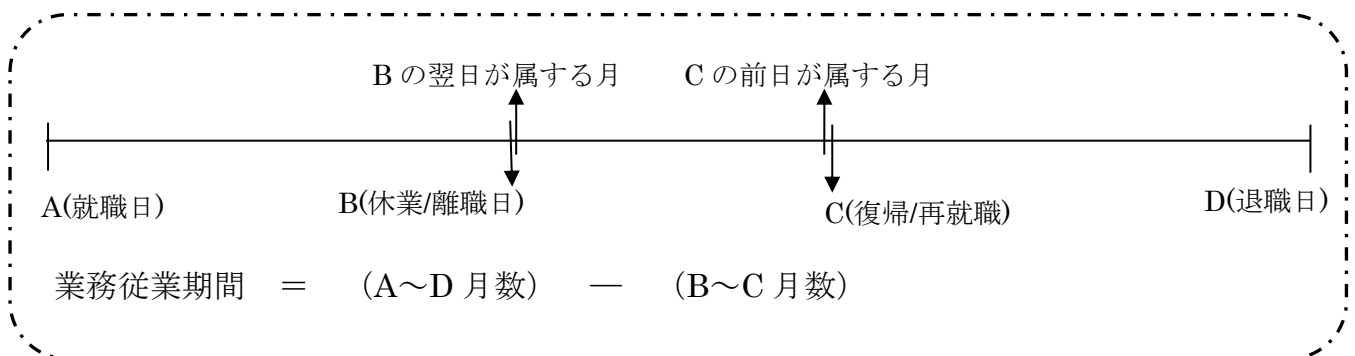 Bの翌日が属する月 Cの前日が属する月
A(就職日) B(休業/離職日) C(復帰/再就職) D(退職日)
業務従業期間 ＝ （A～D 月数） ― （B～C 月数）